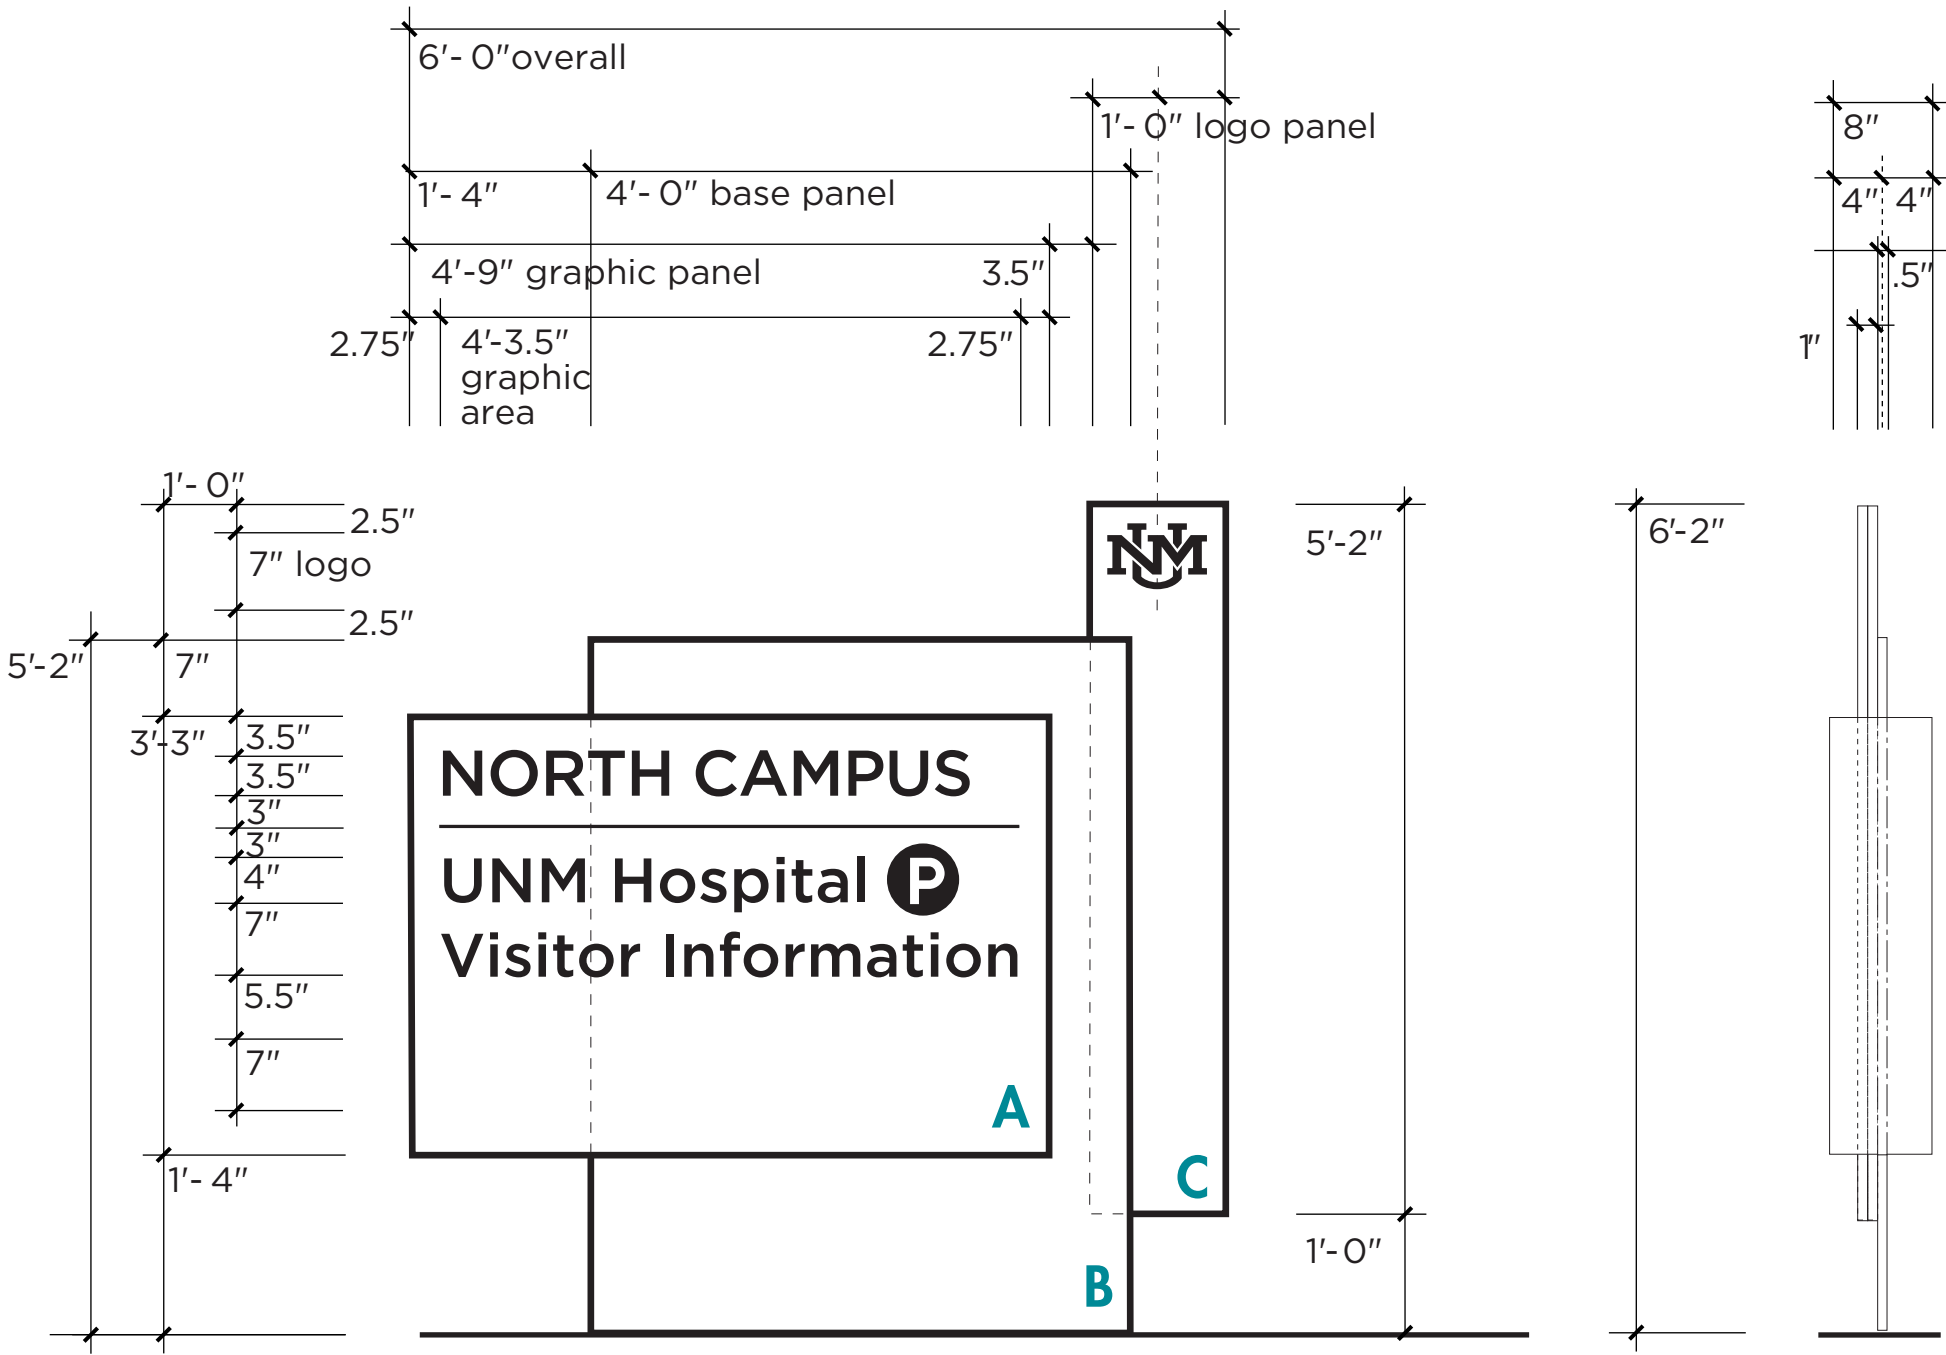 6'- 0"overall
1'- 0" logo panel
8"
1'- 4"
4'- 0" base panel
4"
4"
4'-9" graphic panel
3.5"
.5"
2.75"
4'-3.5"
graphic
area
2.75"
1"
1'- 0"
2.5"
7" logo
2.5"
5'-2"
7"
3'-3"
3.5"
3.5"
3"
3"
4"
7"
5.5"
7"
1'- 4"
UNM
NORTH CAMPUS
UNM Hospital P
Visitor Information
A
B
C
5'-2"
1'- 0"
6'-2"